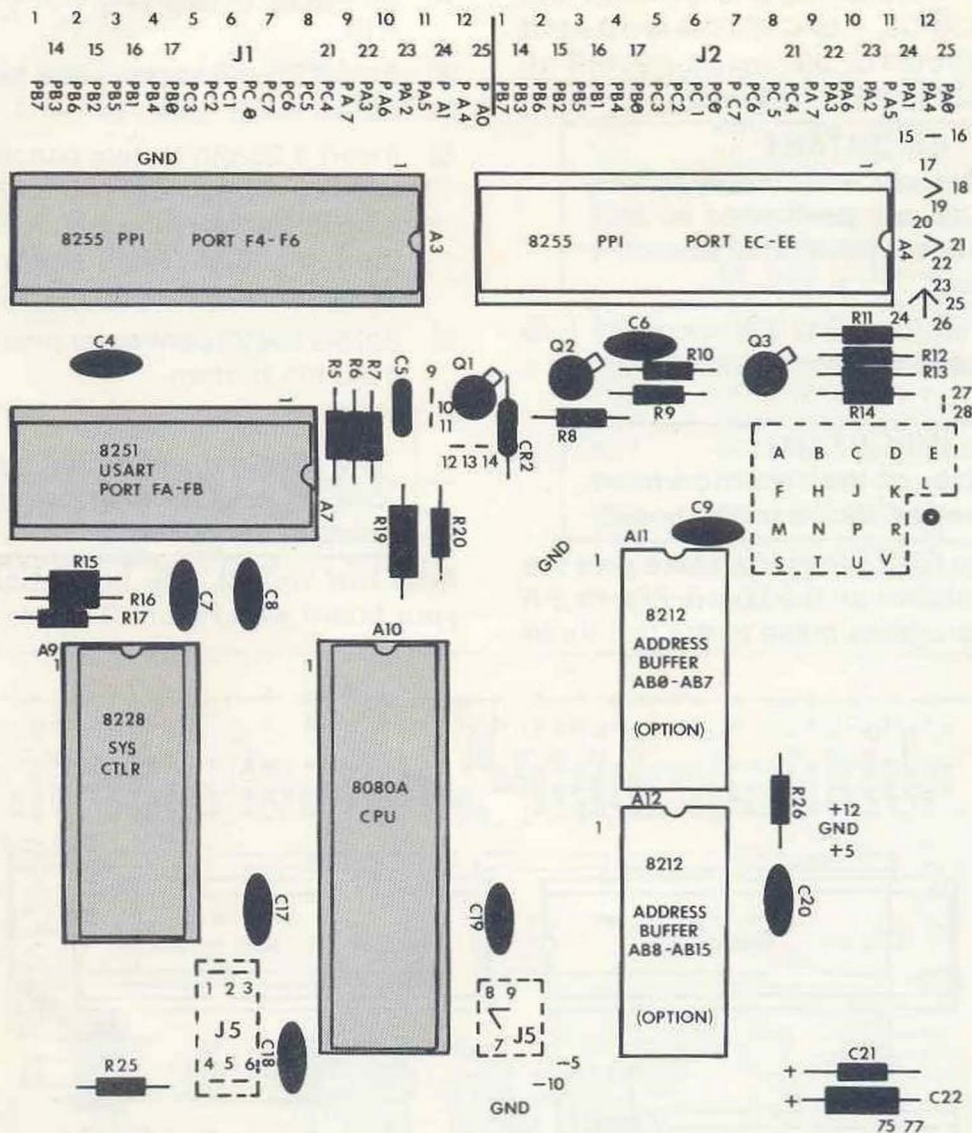 1 2 3 4 5 6 7 8 9 10 11 12 1 2 3 4 5 6 7 8 9 10 11 12
14 15 16 17 J1 21 22 23 24 25 14 15 16 17 J2 21 22 23 24 25
PB7 PB3 PB6 PB2 PB5 PB1 PB4 PB0 PC3 PC2 PC1 PC0 PC7 PC6 PC5 PC4 PA7 PA3 PA6 PA2 PA5 PA1 PA4 PA0 PB7 PB3 PB6 PB2 PB5 PB1 PB4 PB0 PC3 PC2 PC1 PC0 PC7 PC6 PC5 PC4 PA7 PA3 PA6 PA2 PA5 PA1 PA4 PA0
15 16
GND
17
1
1
18
19
20
8255 PPI PORT F4-F6
A3
8255 PPI PORT EC-EE
A4
21
22
23
25
24
26
C4
R5
R6
R7
C5
9
10
11
12 13 14
Q1
CR2
Q2
C6
R10
R9
R8
Q3
R11
R12
R13
R14
27
28
1
8251
USART
PORT FA-FB
A7
A B C D E
F H J K L
M N P R
S T U V
R19
R20
C9
GND
R15
R16
R17
C7
C8
A11
1
8212
ADDRESS
BUFFER
AB0-AB7
(OPTION)
A9
1
8228
SYS
CTLR
A10
1
8080A
CPU
R26
+12
GND
+5
A12
1
8212
ADDRESS
BUFFER
AB8-AB15
(OPTION)
C17
C19
C20
1 2 3
J5
4 5 6
C18
8 9
J5
7
R25
-5
-10
GND
+ C21
+ C22
75 77